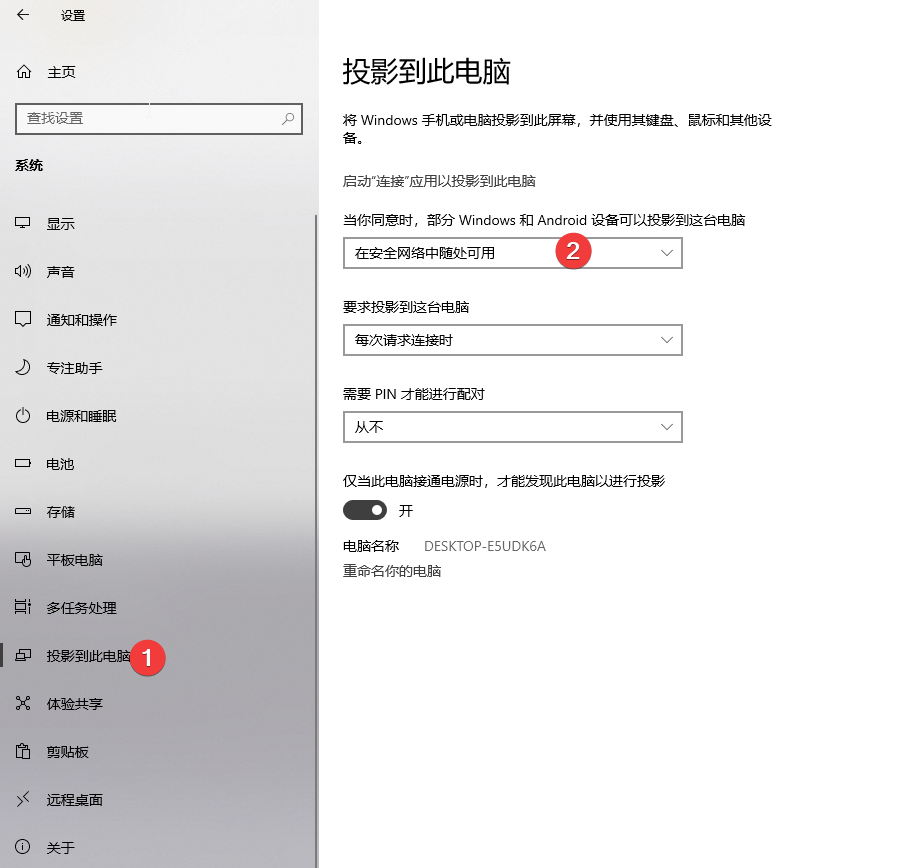 设置
主页
查找设置
系统
显示
声音
通知和操作
专注助手
电源和睡眠
电池
存储
平板电脑
多任务处理
投影到此电脑 1
体验共享
剪贴板
远程桌面
关于
投影到此电脑
将 Windows 手机或电脑投影到此屏幕，并使用其键盘、鼠标和其他设
备。
启动“连接”应用以投影到此电脑
当你同意时，部分 Windows 和 Android 设备可以投影到这台电脑
在安全网络中随处可用 2
要求投影到这台电脑
每次请求连接时
需要 PIN 才能进行配对
从不
仅当此电脑接通电源时，才能发现此电脑以进行投影
开
电脑名称 DESKTOP-E5UDK6A
重命名你的电脑